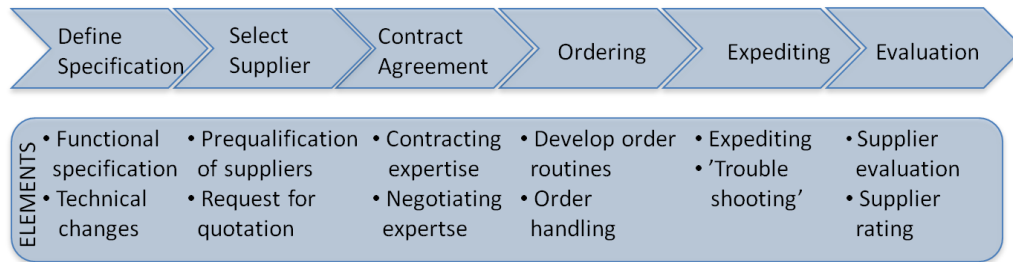 Define
Specification
Select
Supplier
Contract
Agreement
Ordering
Expediting
Evaluation
ELEMENTS
• Functional
specification
• Technical
changes
• Prequalification
of suppliers
• Request for
quotation
• Contracting
expertise
• Negotiating
expertse
• Develop order
routines
• Order
handling
• Expediting
• ’Trouble
shooting’
• Supplier
evaluation
• Supplier
rating